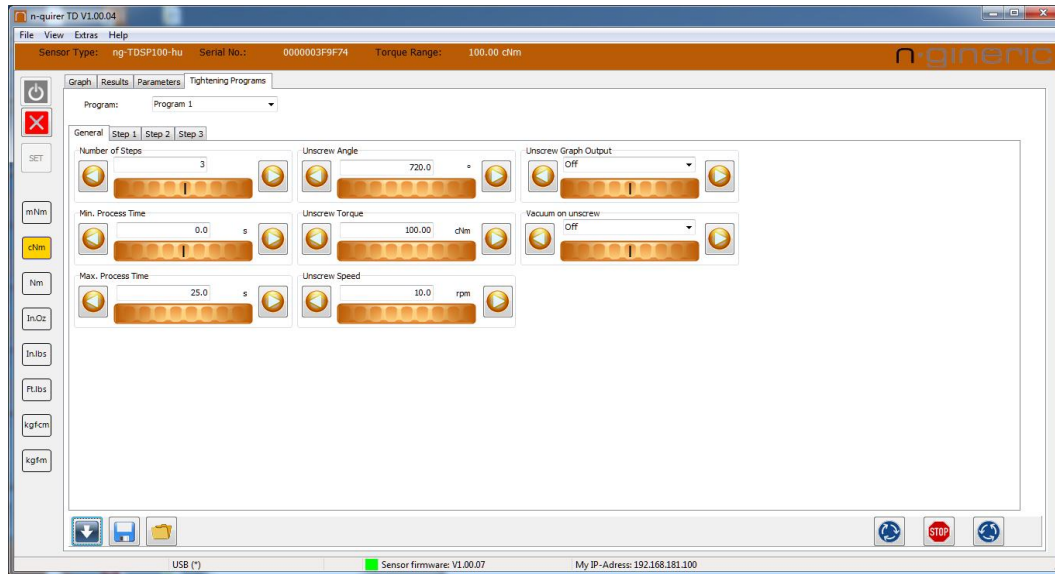 n-quirer TD V1.00.04
File View Extras Help
Sensor Type: ng-TDSP100-hu Serial No.: 0000003F9F74 Torque Range: 100.00 cNm
n-gineric
Graph Results Parameters Tightening Programs
Program: Program 1
General Step 1 Step 2 Step 3
SET
mNm
cNm
Nm
In.Oz
In.lbs
Ft.lbs
kgfcm
kgfm
Number of Steps
3
Unscrew Angle
720.0 °
Unscrew Graph Output
Off
Min. Process Time
0.0 s
Unscrew Torque
100.00 cNm
Vacuum on unscrew
Off
Max. Process Time
25.0 s
Unscrew Speed
10.0 rpm
STOP
USB (*) Sensor firmware: V1.00.07 My IP-Adress: 192.168.181.100